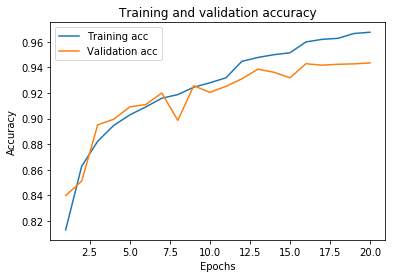 Training and validation accuracy
Training acc
Validation acc
Accuracy
0.96
0.94
0.92
0.90
0.88
0.86
0.84
0.82
2.5 5.0 7.5 10.0 12.5 15.0 17.5 20.0
Epochs